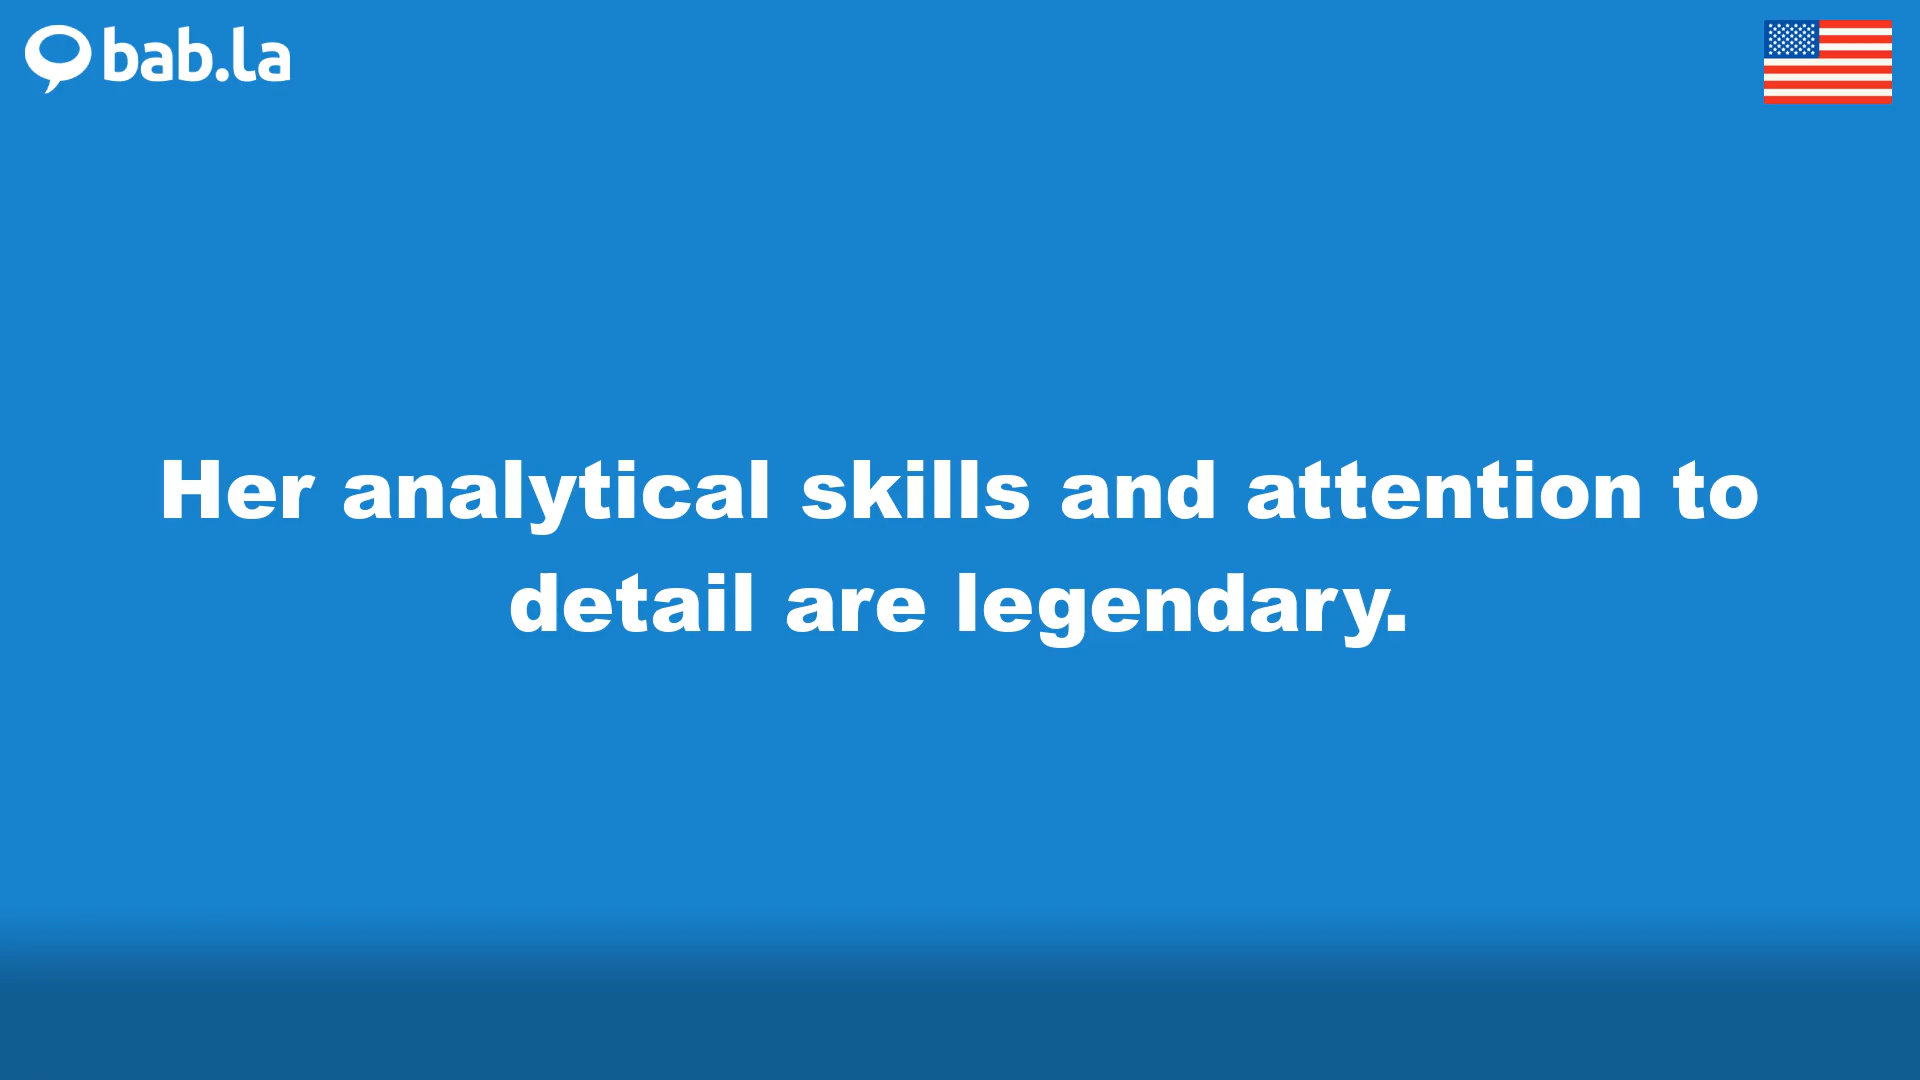 bab.la
Her analytical skills and attention to
detail are legendary.